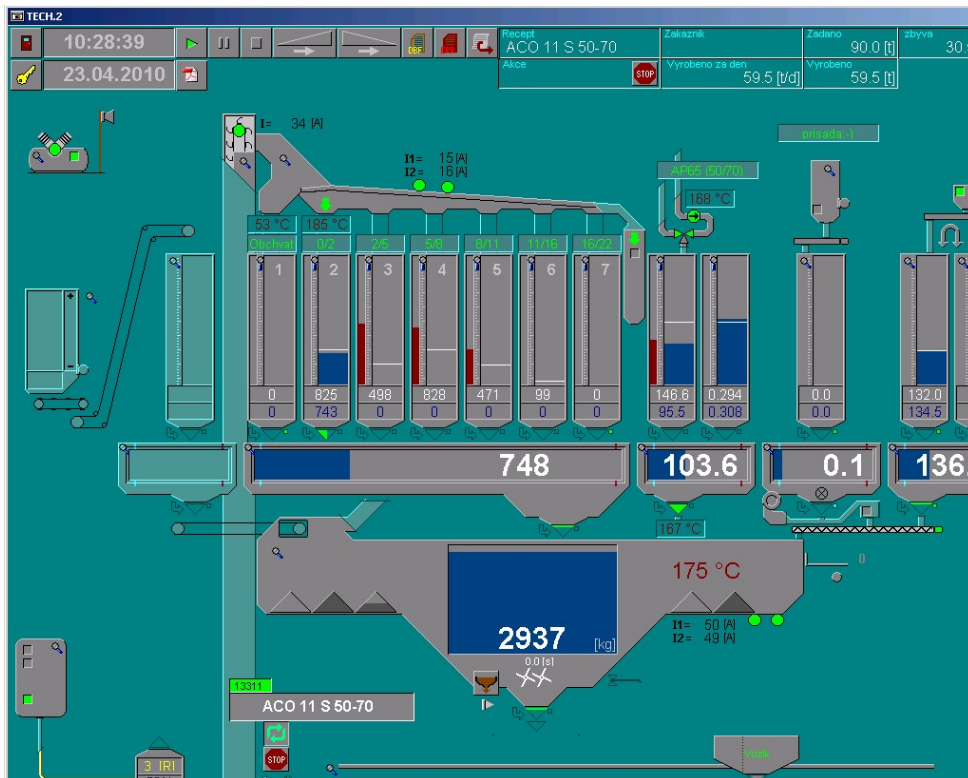 TECH.2
10:28:39
23.04.2010
DBF
Recept
ACO 11 S 50-70
Zakaznik
Zadano
90.0 [t]
zbyva
Akce
STOP
Vyrobeno za den
59.5 [t/d]
Vyrobeno
59.5 [t]
I= 34 [A]
I1= 15 [A]
I2= 16 [A]
prisada :-)
AP65 (50/70)
168 °C
53 °C
185 °C
Obchvat
0/2
2/5
5/8
8/11
11/16
16/22
1
2
3
4
5
6
7
0
825
498
828
471
99
0
146.6
0.294
0.0
132.0
0
743
0
0
0
0
0
95.5
0.308
0.0
134.5
748
103.6
0.1
167 °C
175 °C
0
I1= 50 [A]
I2= 49 [A]
2937 [kg]
0.0 [s]
13311
ACO 11 S 50-70
STOP
3 [R]
Vozik